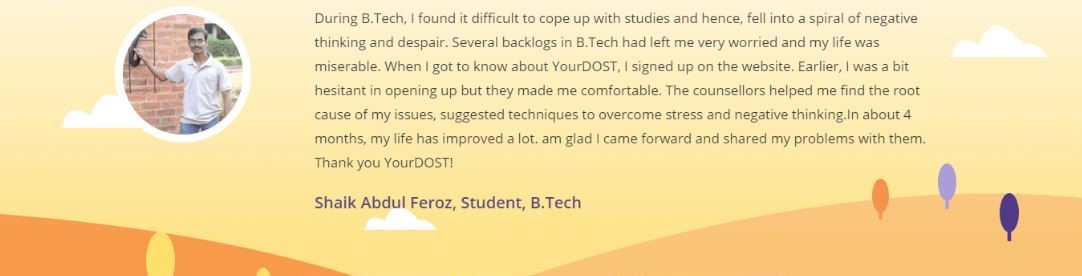 During B.Tech, I found it difficult to cope up with studies and hence, fell into a spiral of negative
thinking and despair. Several backlogs in B.Tech had left me very worried and my life was
miserable. When I got to know about YourDOST, I signed up on the website. Earlier, I was a bit
hesitant in opening up but they made me comfortable. The counsellors helped me find the root
cause of my issues, suggested techniques to overcome stress and negative thinking.In about 4
months, my life has improved a lot. am glad I came forward and shared my problems with them.
Thank you YourDOST!
Shaik Abdul Feroz, Student, B.Tech